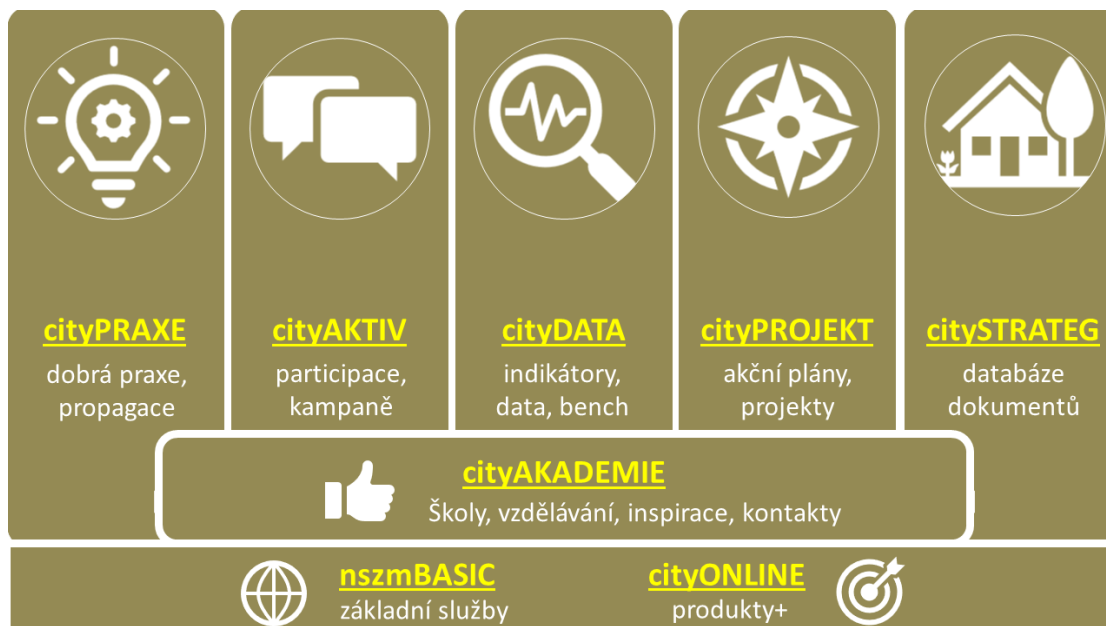 cityPRAXE
dobrá praxe,
propagace
cityAKTIV
participace,
kampaně
cityDATA
indikátory,
data, bench
cityPROJEKT
akční plány,
projekty
citySTRATEG
databáze
dokumentů
cityAKADEMIE
Školy, vzdělávání, inspirace, kontakty
nszmBASIC
základní služby
cityONLINE
produkty+